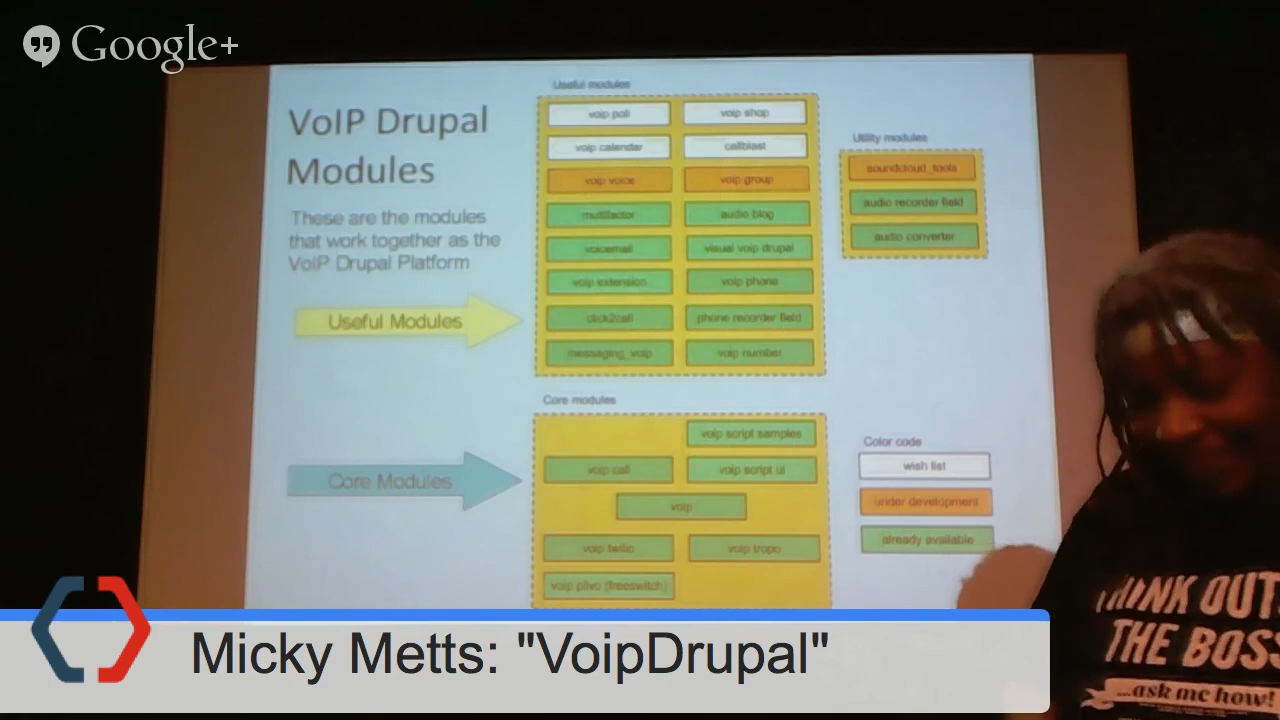 Google+
VoIP Drupal
Modules
These are the modules
that work together as the
VoIP Drupal Platform
Useful Modules
Core Modules
Useful modules
voip poll
voip shop
voip calendar
callblast
voip voice
voip group
multifactor
audio blog
voicemail
visual voip drupal
voip extension
voip phone
click2call
phone recorder field
messaging_voip
voip number
Core modules
voip script samples
voip call
voip script ui
voip
voip twilio
voip tropo
voip plivo (freeswitch)
Utility modules
soundcloud_tools
audio recorder field
audio converter
Color code
wish list
under development
already available
THINK OUT
THE BOSS
...ask me how!
Micky Metts: "VoipDrupal"